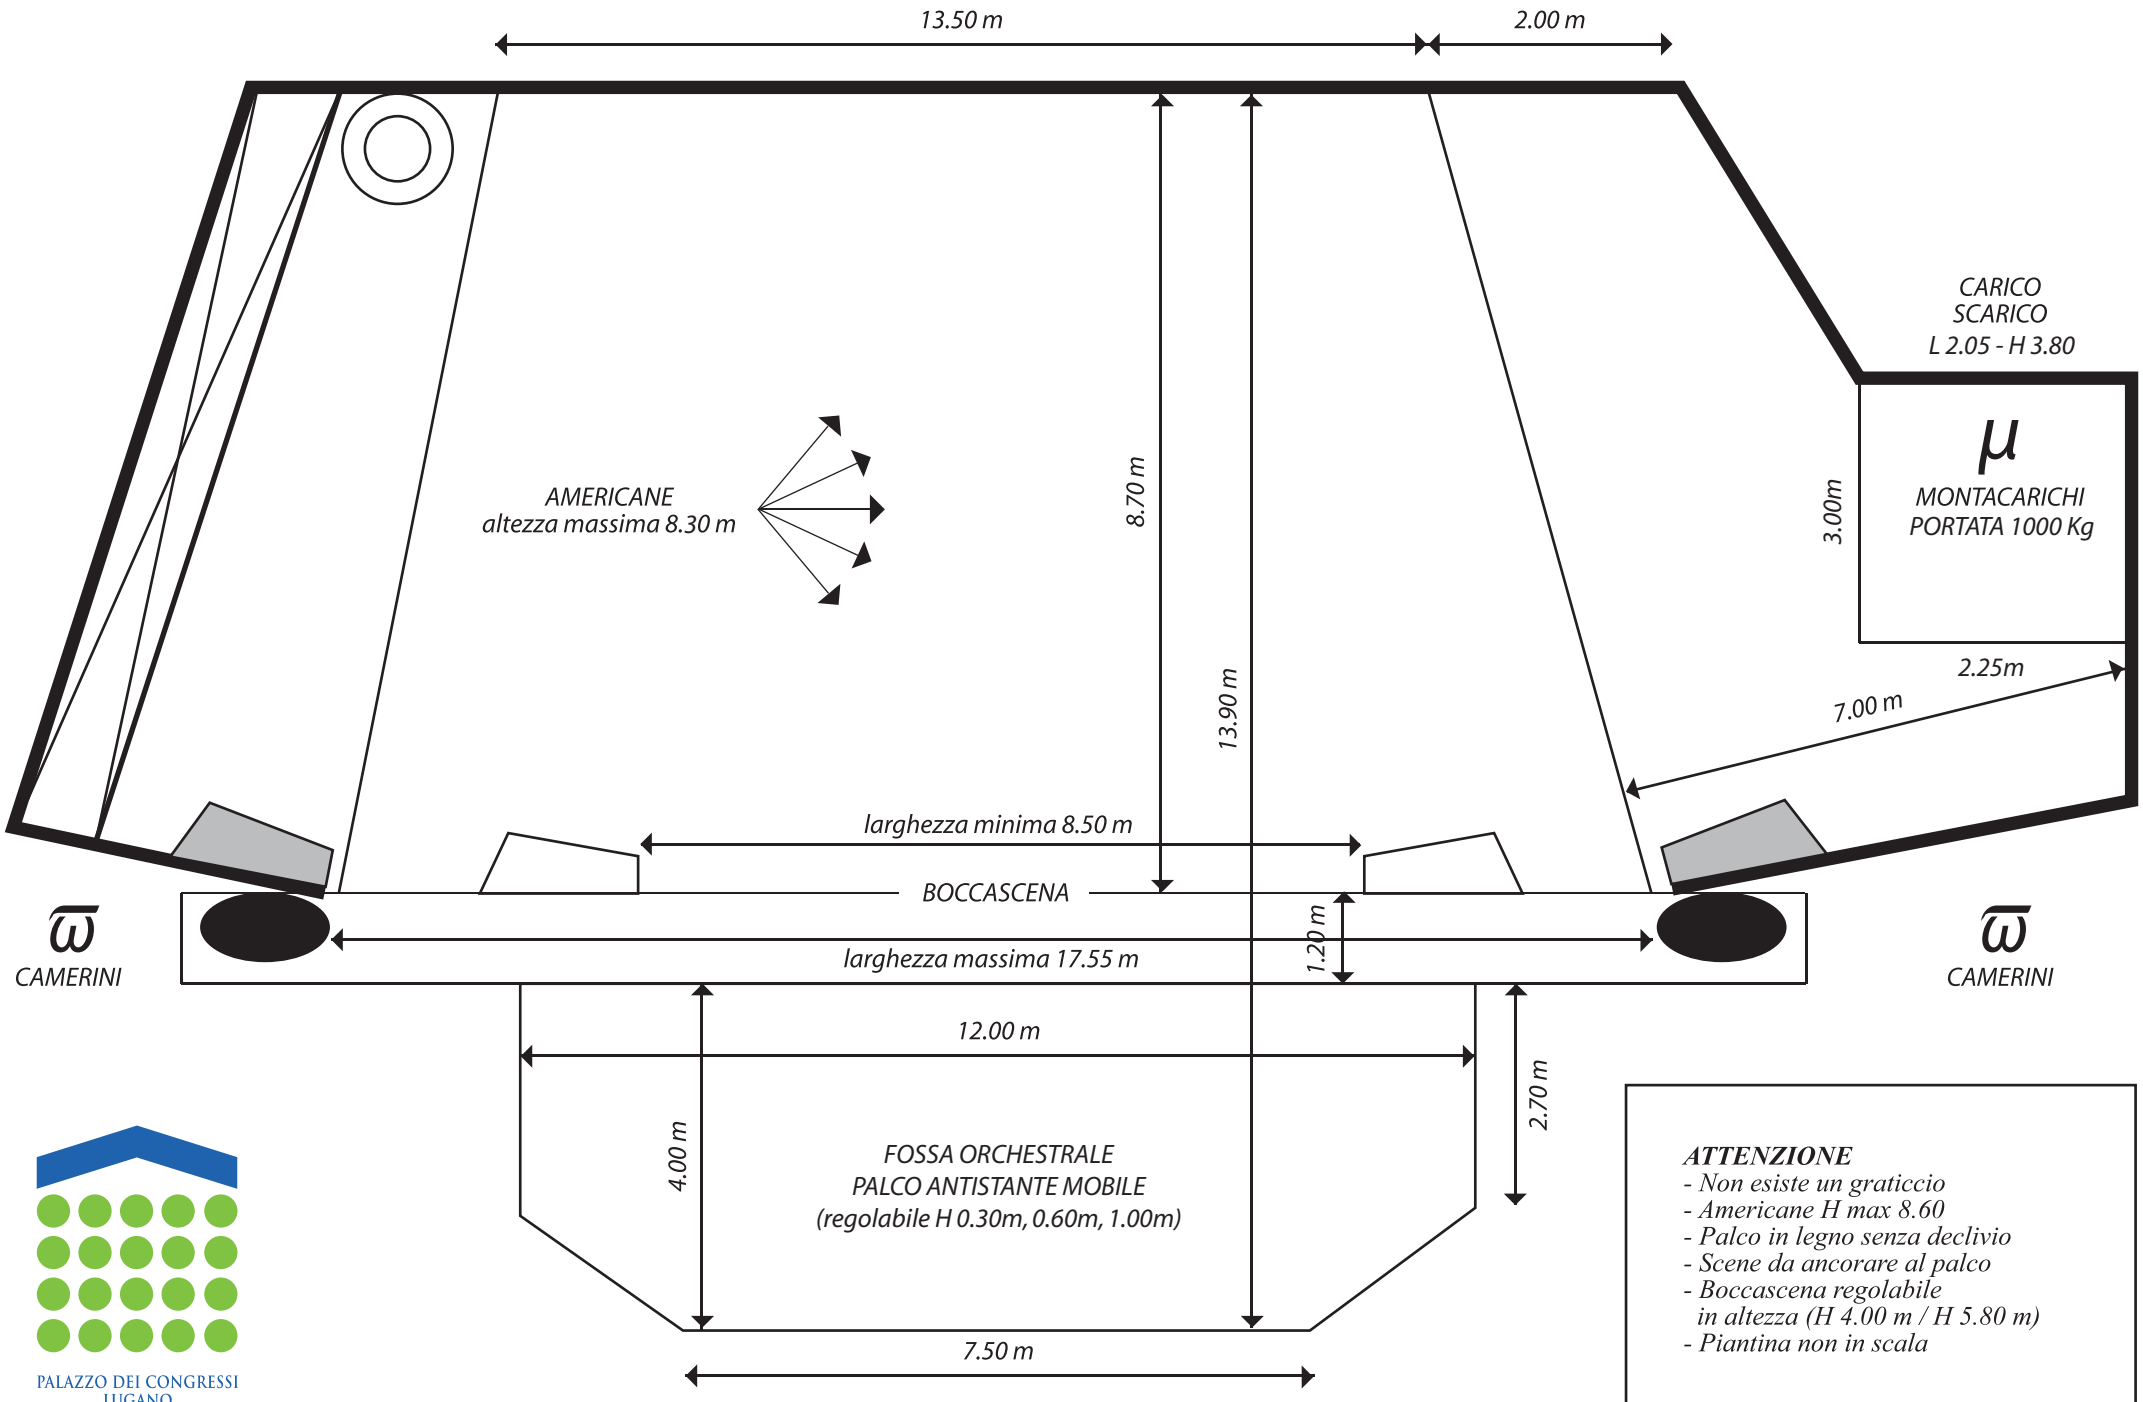 13.50 m
2.00 m
CARICO
SCARICO
L 2.05 - H 3.80
μ
MONTACARICHI
PORTATA 1000 Kg
3.00m
2.25m
7.00 m
AMERICANE
altezza massima 8.30 m
8.70 m
13.90 m
larghezza minima 8.50 m
BOCCASCENA
larghezza massima 17.55 m
1.20 m
ϖ
CAMERINI
ϖ
CAMERINI
12.00 m
4.00 m
2.70 m
FOSSA ORCHESTRALE
PALCO ANTISTANTE MOBILE
(regolabile H 0.30m, 0.60m, 1.00m)
7.50 m
PALAZZO DEI CONGRESSI
LUGANO
ATTENZIONE
- Non esiste un graticcio
- Americane H max 8.60
- Palco in legno senza declivio
- Scene da ancorare al palco
- Boccascena regolabile
in altezza (H 4.00 m / H 5.80 m)
- Piantina non in scala